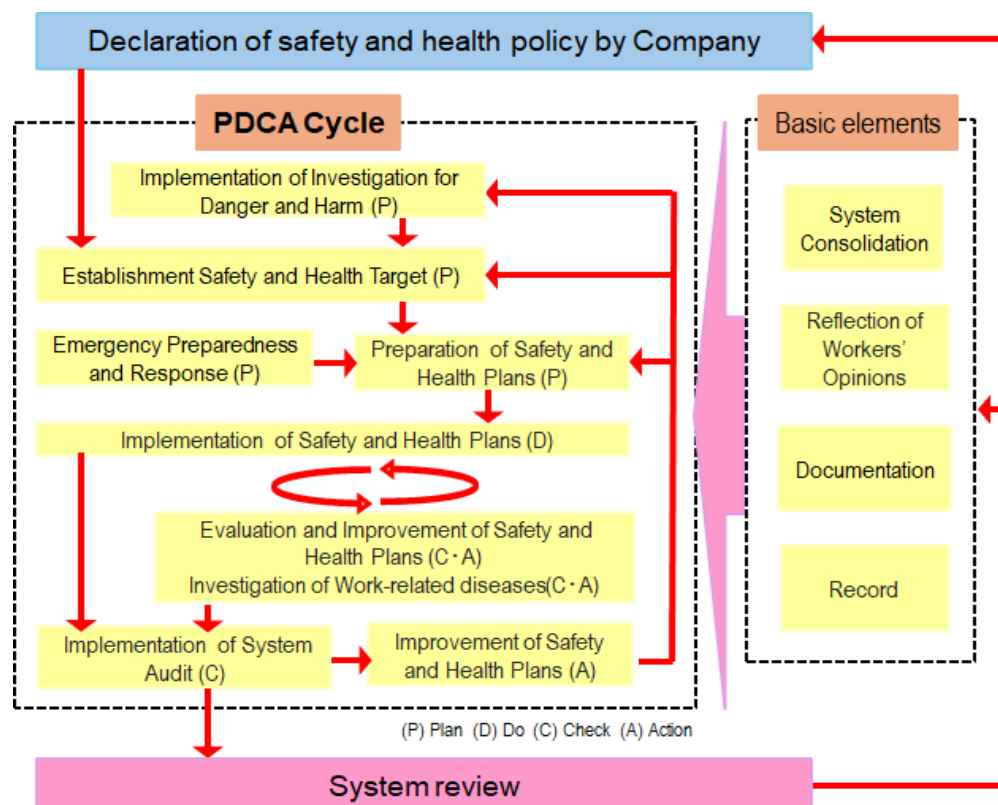 Declaration of safety and health policy by Company
PDCA Cycle
Implementation of Investigation for
Danger and Harm (P)
Establishment Safety and Health Target (P)
Emergency Preparedness
and Response (P)
Preparation of Safety and
Health Plans (P)
Implementation of Safety and Health Plans (D)
Evaluation and Improvement of Safety and
Health Plans (C・A)
Investigation of Work-related diseases(C・A)
Implementation of System
Audit (C)
Improvement of Safety
and Health Plans (A)
Basic elements
System
Consolidation
Reflection of
Workers'
Opinions
Documentation
Record
(P) Plan (D) Do (C) Check (A) Action
System review